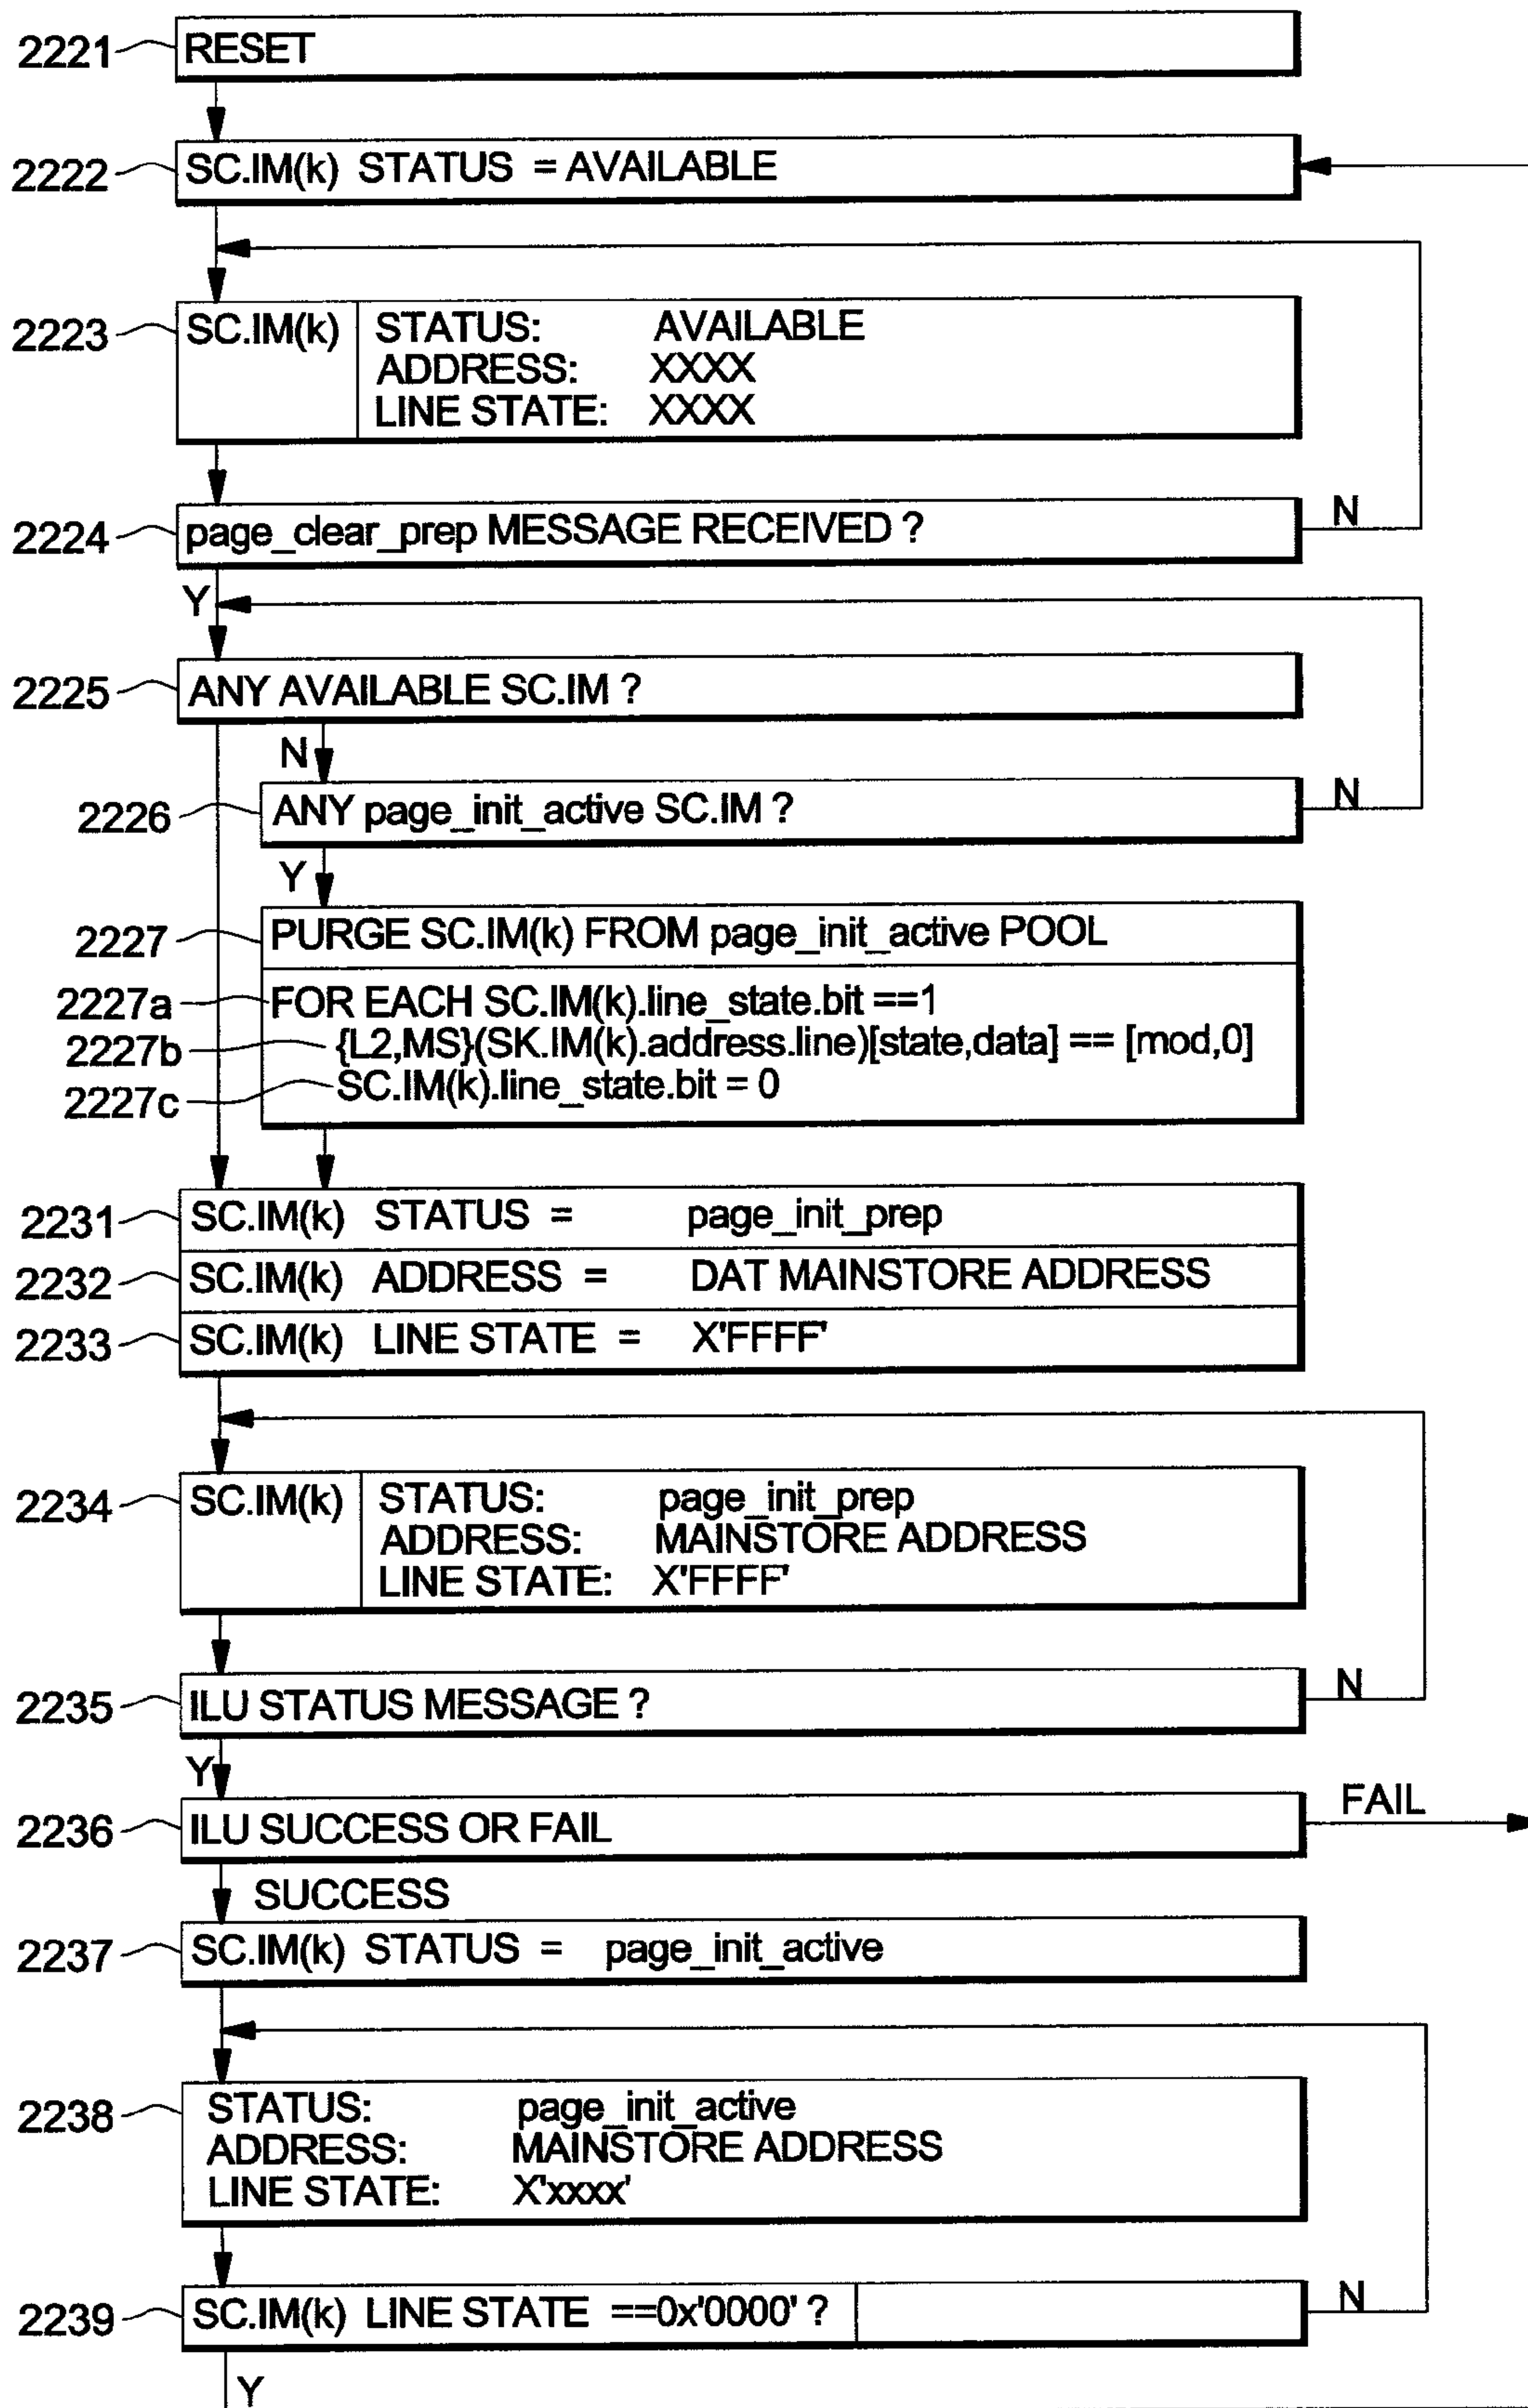 2221 RESET
2222 SC.IM(k) STATUS = AVAILABLE
2223 SC.IM(k) STATUS: AVAILABLE
ADDRESS: XXXX
LINE STATE: XXXX
2224 page_clear_prep MESSAGE RECEIVED ? N
Y
2225 ANY AVAILABLE SC.IM ?
N
2226 ANY page_init_active SC.IM ? N
Y
2227 PURGE SC.IM(k) FROM page_init_active POOL
2227a FOR EACH SC.IM(k).line_state.bit ==1
2227b {L2,MS}(SK.IM(k).address.line)[state,data] == [mod,0]
2227c SC.IM(k).line_state.bit = 0
2231 SC.IM(k) STATUS = page_init_prep
2232 SC.IM(k) ADDRESS = DAT MAINSTORE ADDRESS
2233 SC.IM(k) LINE STATE = X'FFFF'
2234 SC.IM(k) STATUS: page_init_prep
ADDRESS: MAINSTORE ADDRESS
LINE STATE: X'FFFF'
2235 ILU STATUS MESSAGE ? N
Y
2236 ILU SUCCESS OR FAIL FAIL
SUCCESS
2237 SC.IM(k) STATUS = page_init_active
2238 STATUS: page_init_active
ADDRESS: MAINSTORE ADDRESS
LINE STATE: X'xxxx'
2239 SC.IM(k) LINE STATE ==0x'0000' ? N
Y